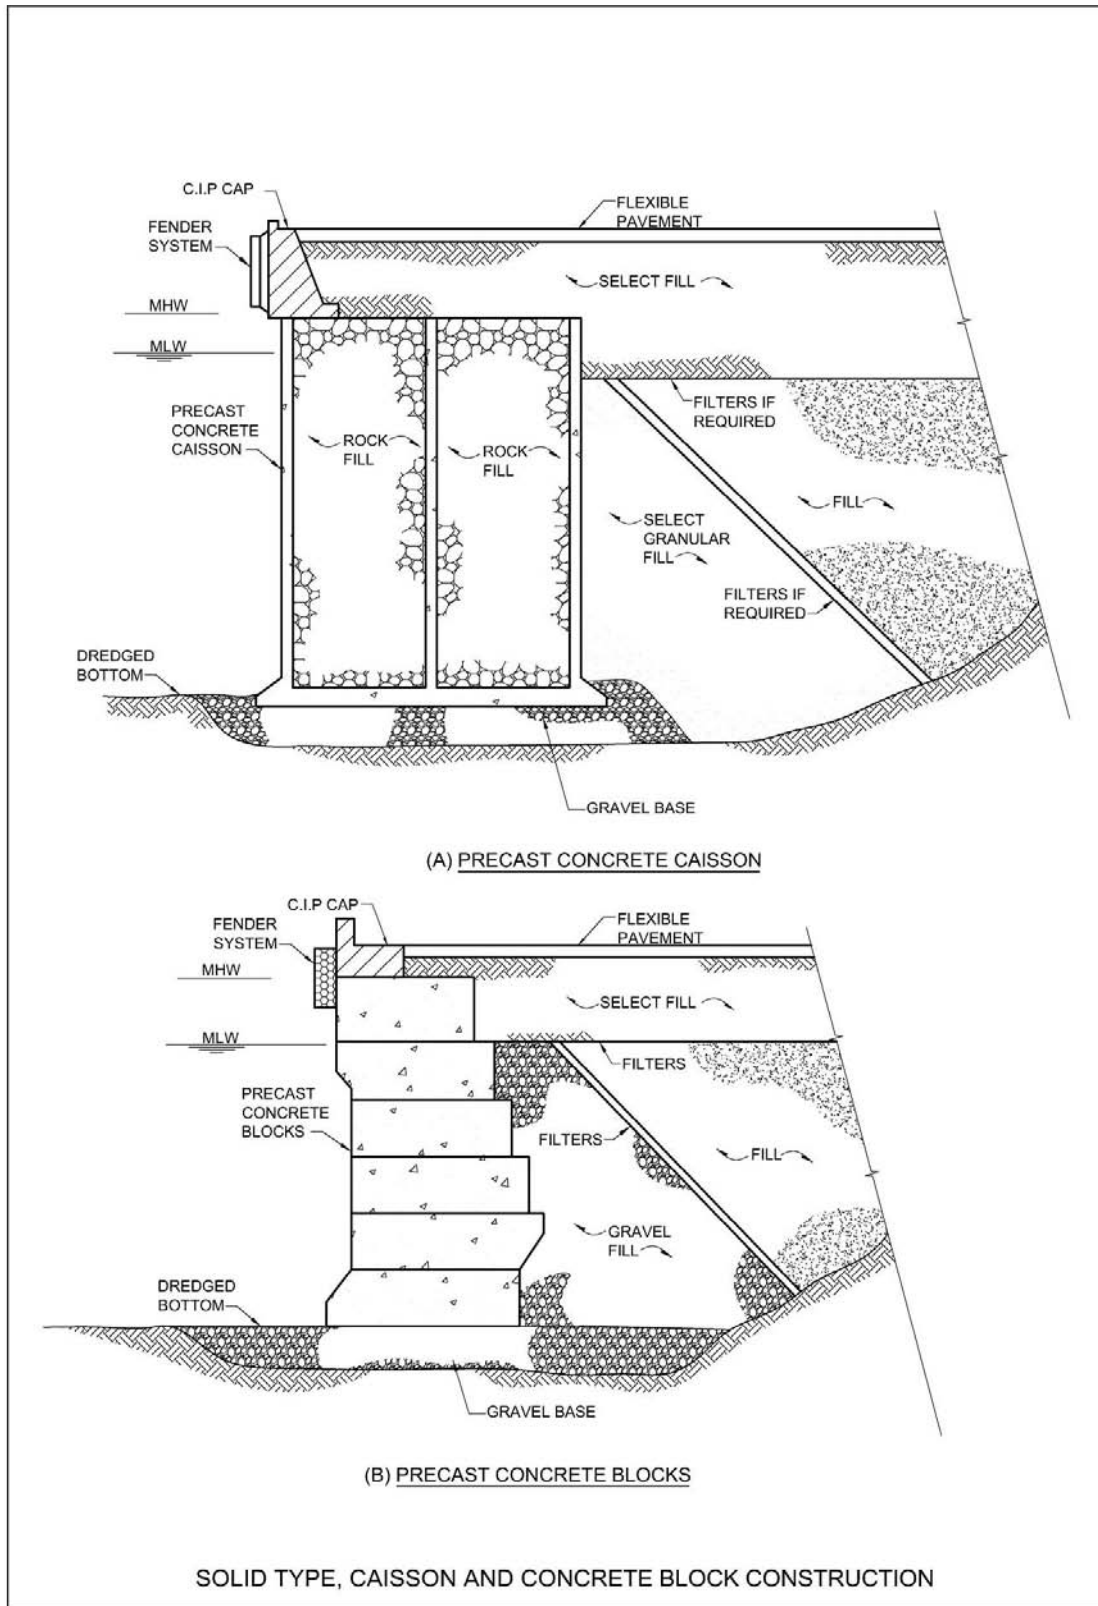 C.I.P CAP
FENDER
SYSTEM
FLEXIBLE
PAVEMENT
SELECT FILL
MHW
MLW
PRECAST
CONCRETE
CAISSON
ROCK
FILL
ROCK
FILL
FILTERS IF
REQUIRED
FILL
SELECT
GRANULAR
FILL
FILTERS IF
REQUIRED
DREDGED
BOTTOM
GRAVEL BASE
(A) PRECAST CONCRETE CAISSON
C.I.P CAP
FENDER
SYSTEM
FLEXIBLE
PAVEMENT
MHW
SELECT FILL
MLW
FILTERS
PRECAST
CONCRETE
BLOCKS
FILTERS
FILL
GRAVEL
FILL
DREDGED
BOTTOM
GRAVEL BASE
(B) PRECAST CONCRETE BLOCKS
SOLID TYPE, CAISSON AND CONCRETE BLOCK CONSTRUCTION